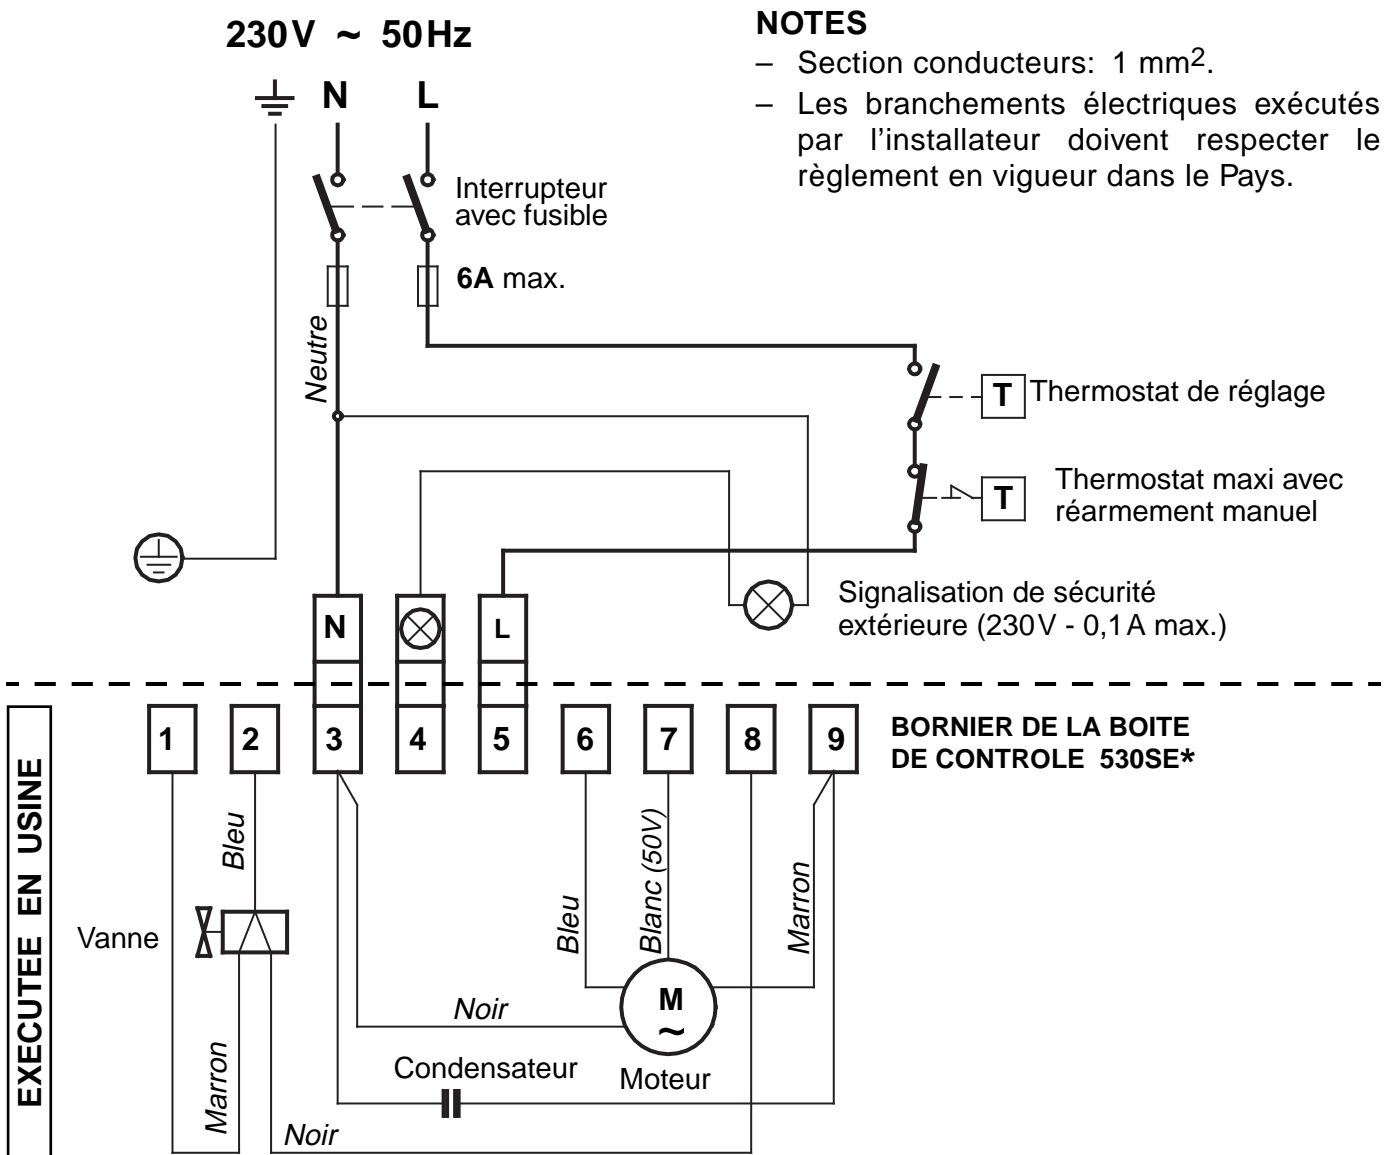 230V ~ 50Hz
N L
Interrupteur
avec fusible
6A max.
Neutre
NOTES
– Section conducteurs: 1 mm².
– Les branchements électriques exécutés
par l’installateur doivent respecter le
règlement en vigueur dans le Pays.
T Thermostat de réglage
T Thermostat maxi avec
réarmement manuel
Signalisation de sécurité
extérieure (230V - 0,1A max.)
N L
1 2 3 4 5 6 7 8 9
BORNIER DE LA BOITE
DE CONTROLE 530SE*
EXECUTEE EN USINE
Bleu
Vanne
Marron
Noir
Noir
Condensateur
Bleu
Blanc (50V)
Marron
M
~
Moteur